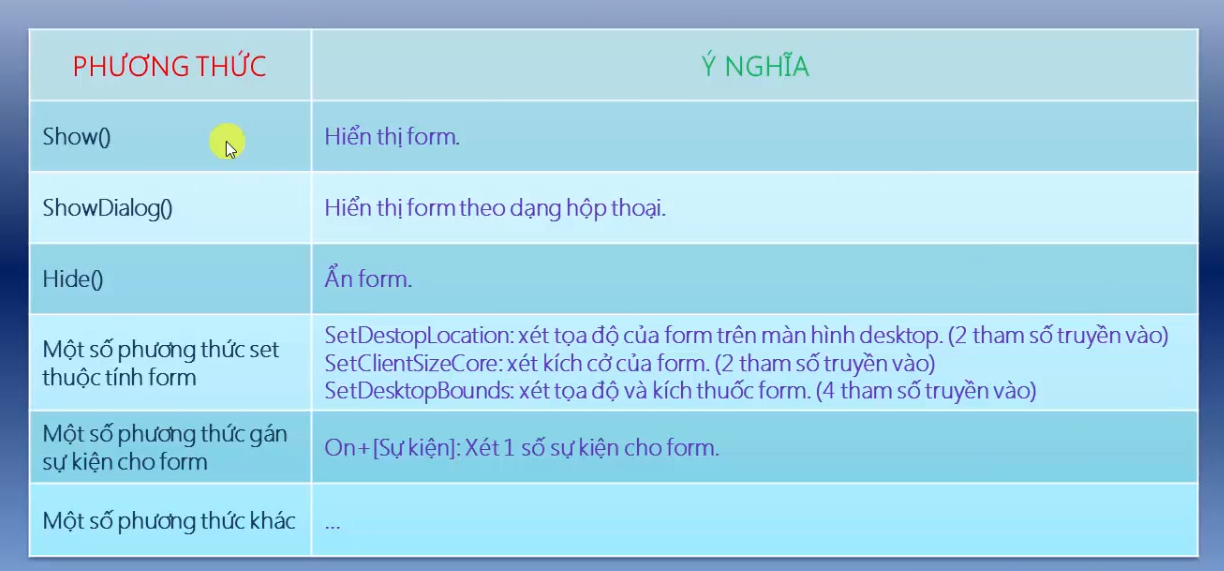 PHƯƠNG THỨC
Ý NGHĨA
Show()
Hiển thị form.
ShowDialog()
Hiển thị form theo dạng hộp thoại.
Hide()
Ẩn form.
Một số phương thức set
thuộc tính form
SetDestopLocation: xét tọa độ của form trên màn hình desktop. (2 tham số truyền vào)
SetClientSizeCore: xét kích cở của form. (2 tham số truyền vào)
SetDesktopBounds: xét tọa độ và kích thuốc form. (4 tham số truyền vào)
Một số phương thức gán
sự kiện cho form
On+[Sự kiện]: Xét 1 số sự kiện cho form.
Một số phương thức khác
...